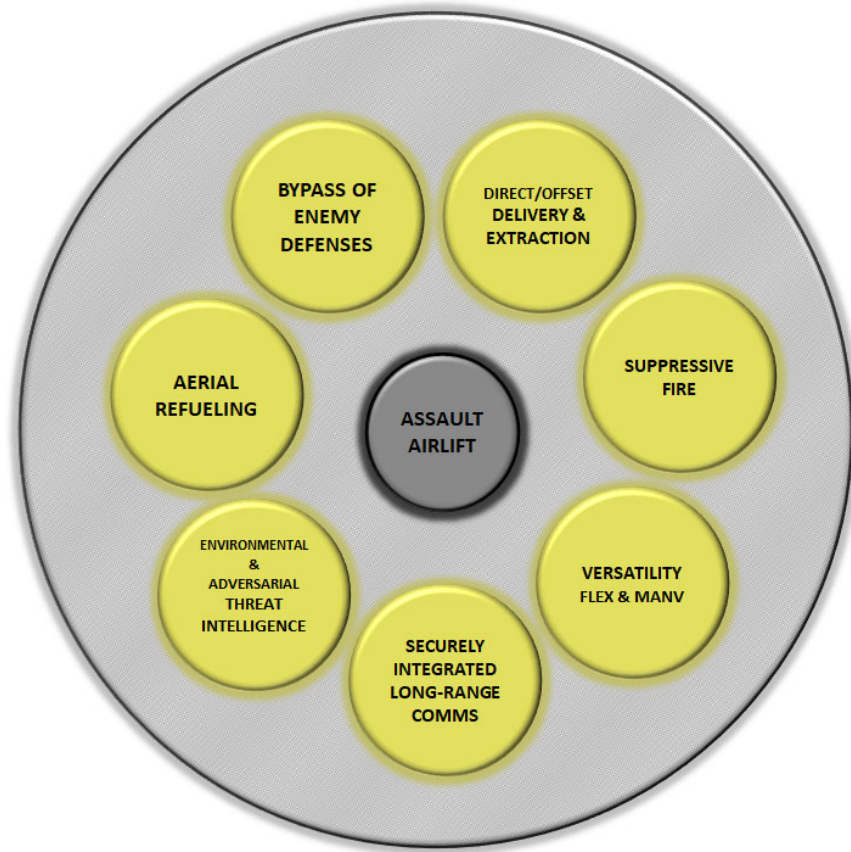 BYPASS OF
ENEMY
DEFENSES
DIRECT/OFFSET
DELIVERY &
EXTRACTION
SUPPRESSIVE
FIRE
AERIAL
REFUELING
ASSAULT
AIRLIFT
ENVIRONMENTAL
&
ADVERSARIAL
THREAT
INTELLIGENCE
VERSATILITY
FLEX & MANV
SECURELY
INTEGRATED
LONG-RANGE
COMMS